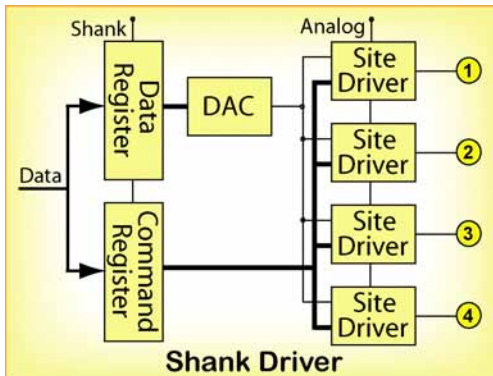 Shank
Analog
Data
Register
DAC
Site
Driver
1
Site
Driver
2
Data
Command
Register
Site
Driver
3
Site
Driver
4
Shank Driver